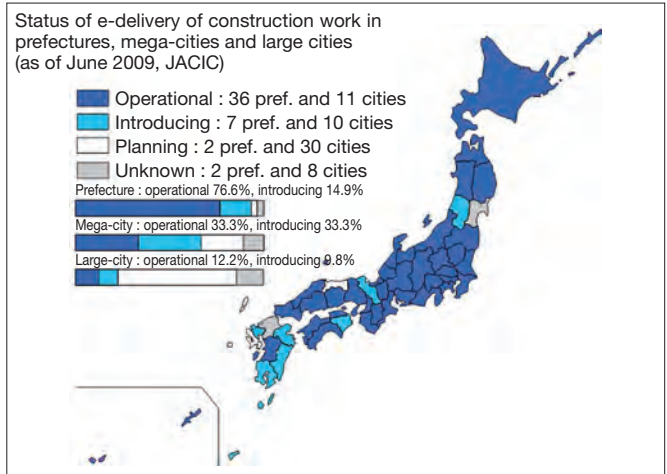 Status of e-delivery of construction work in
prefectures, mega-cities and large cities
(as of June 2009, JACIC)
Operational : 36 pref. and 11 cities
Introducing : 7 pref. and 10 cities
Planning : 2 pref. and 30 cities
Unknown : 2 pref. and 8 cities
Prefecture : operational 76.6%, introducing 14.9%
Mega-city : operational 33.3%, introducing 33.3%
Large-city : operational 12.2%, introducing 9.8%